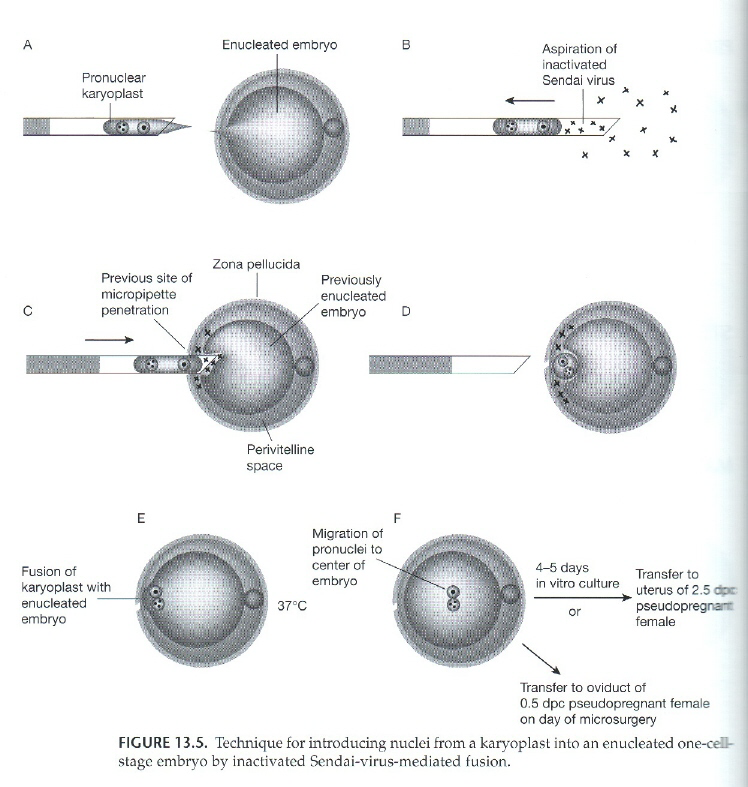 A
Enucleated embryo
Pronuclear
karyoplast
B
Aspiration of
inactivated
Sendai virus
C
Previous site of
micropipette
penetration
Zona pellucida
Previously
enucleated
embryo
Perivitelline
space
D
E
Fusion of
karyoplast with
enucleated
embryo
37°C
F
Migration of
pronuclei to
center of
embryo
4–5 days
in vitro culture
or
Transfer to
uterus of 2.5 dpc
pseudopregnant
female
Transfer to oviduct of
0.5 dpc pseudopregnant female
on day of microsurgery
FIGURE 13.5. Technique for introducing nuclei from a karyoplast into an enucleated one-cell-
stage embryo by inactivated Sendai-virus-mediated fusion.